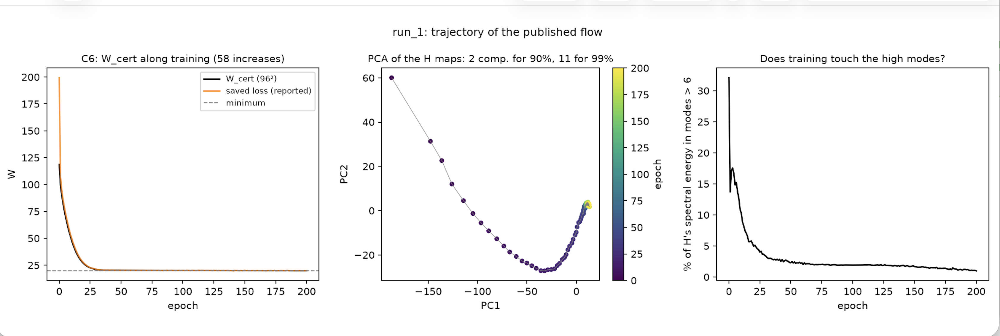 run_1: trajectory of the published flow
C6: W_cert along training (58 increases)
W_cert (96²)
saved loss (reported)
minimum
200
175
150
125
100
75
50
25
W
0 25 50 75 100 125 150 175 200
epoch
PCA of the H maps: 2 comp. for 90%, 11 for 99%
60
40
20
0
−20
PC2
−150 −100 −50 0
PC1
200
175
150
125
100
75
50
25
0
epoch
Does training touch the high modes?
% of H's spectral energy in modes > 6
30
25
20
15
10
5
0
0 25 50 75 100 125 150 175 200
epoch